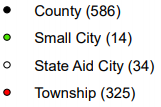 County (586)
Small City (14)
State Aid City (34)
Township (325)